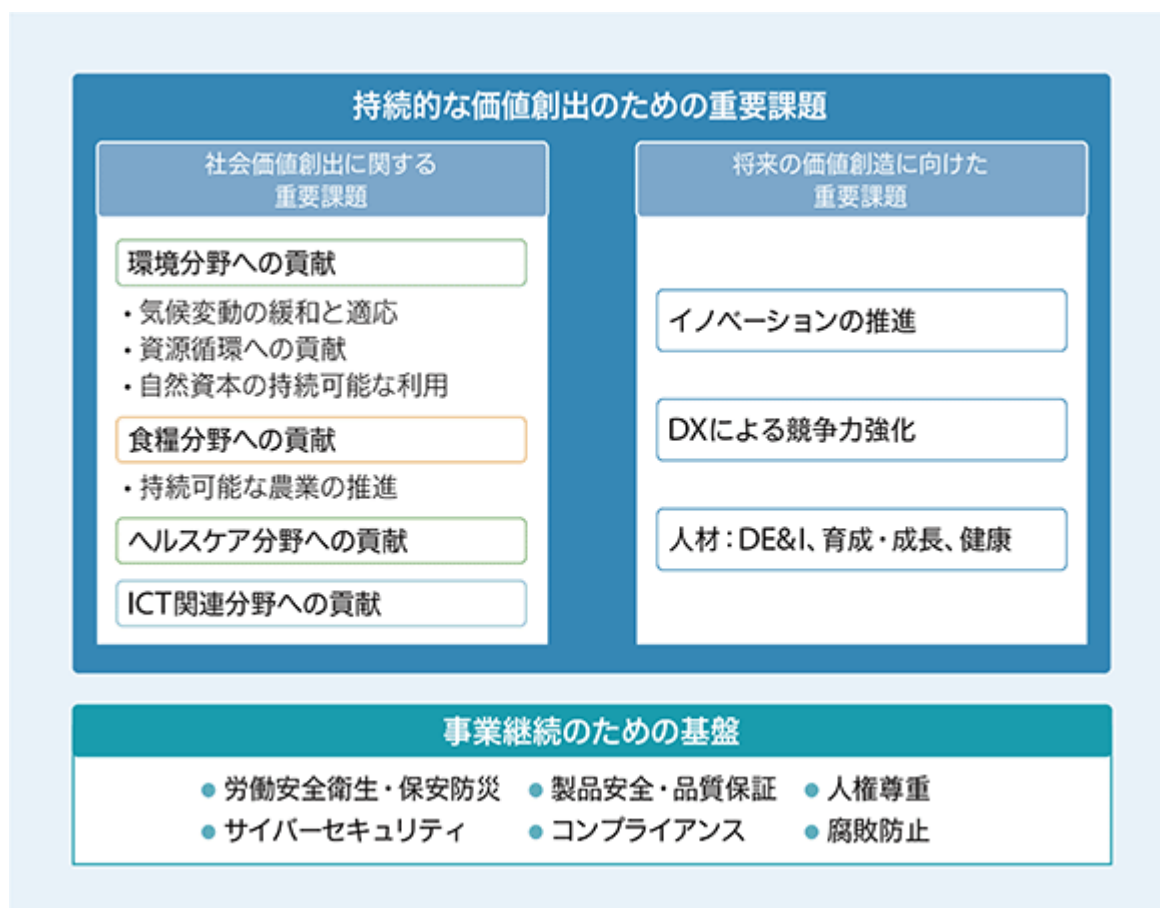 持続的な価値創出のための重要課題
社会価値創出に関する
重要課題
環境分野への貢献
・気候変動の緩和と適応
・資源循環への貢献
・自然資本の持続可能な利用
食糧分野への貢献
・持続可能な農業の推進
ヘルスケア分野への貢献
ICT関連分野への貢献
将来の価値創造に向けた
重要課題
イノベーションの推進
DXによる競争力強化
人材：DE&I、育成・成長、健康
事業継続のための基盤
● 労働安全衛生・保安防災 ● 製品安全・品質保証 ● 人権尊重
● サイバーセキュリティ ● コンプライアンス ● 腐敗防止